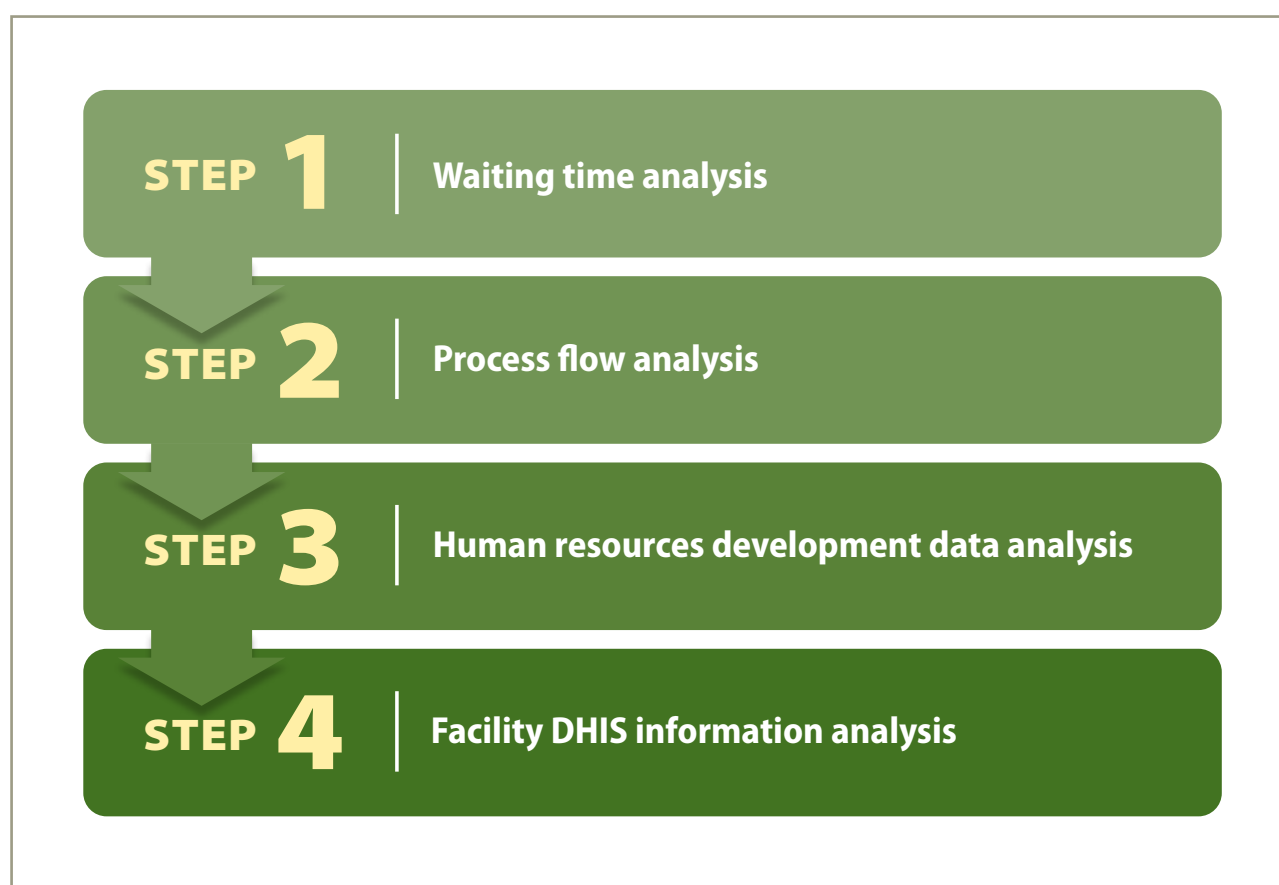 STEP 1 Waiting time analysis
STEP 2 Process flow analysis
STEP 3 Human resources development data analysis
STEP 4 Facility DHIS information analysis